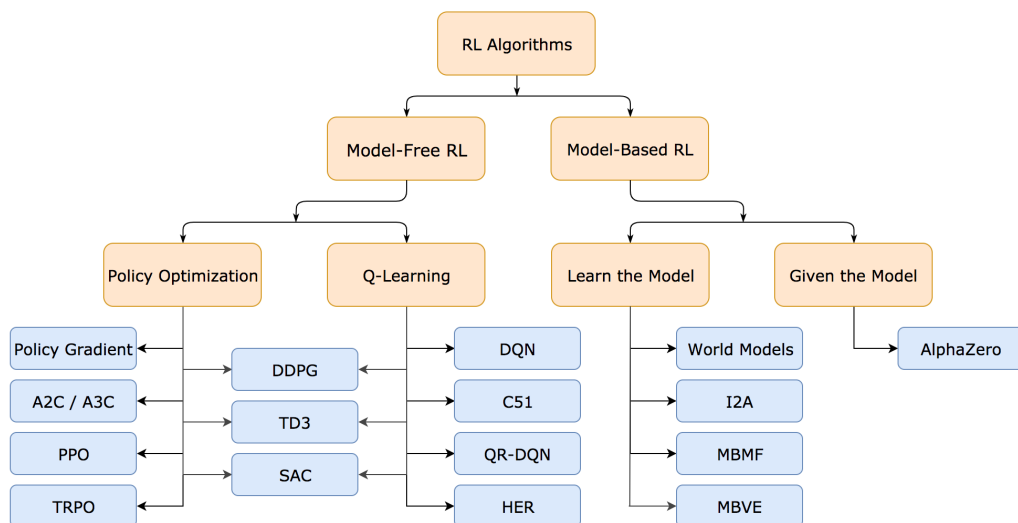 RL Algorithms
Model-Free RL
Model-Based RL
Policy Optimization
Q-Learning
Learn the Model
Given the Model
Policy Gradient
DDPG
DQN
World Models
AlphaZero
A2C / A3C
TD3
C51
I2A
PPO
SAC
QR-DQN
MBMF
TRPO
HER
MBVE